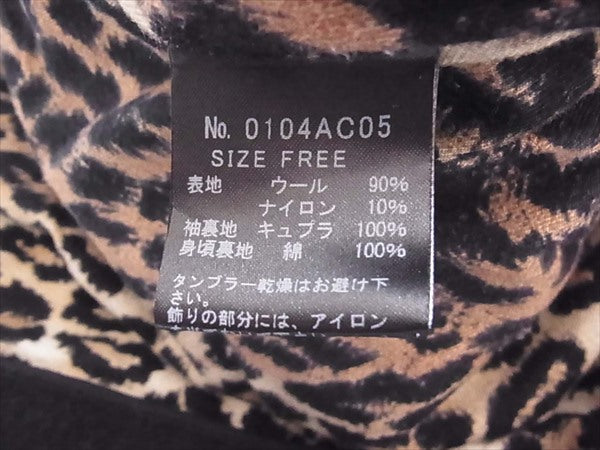 No. 0104AC05
SIZE FREE
表地 ウール 90%
ナイロン 10%
袖裏地 キュプラ 100%
身頃裏地 綿 100%
タンブラー乾燥はお避け下
さい。
飾りの部分には、アイロン